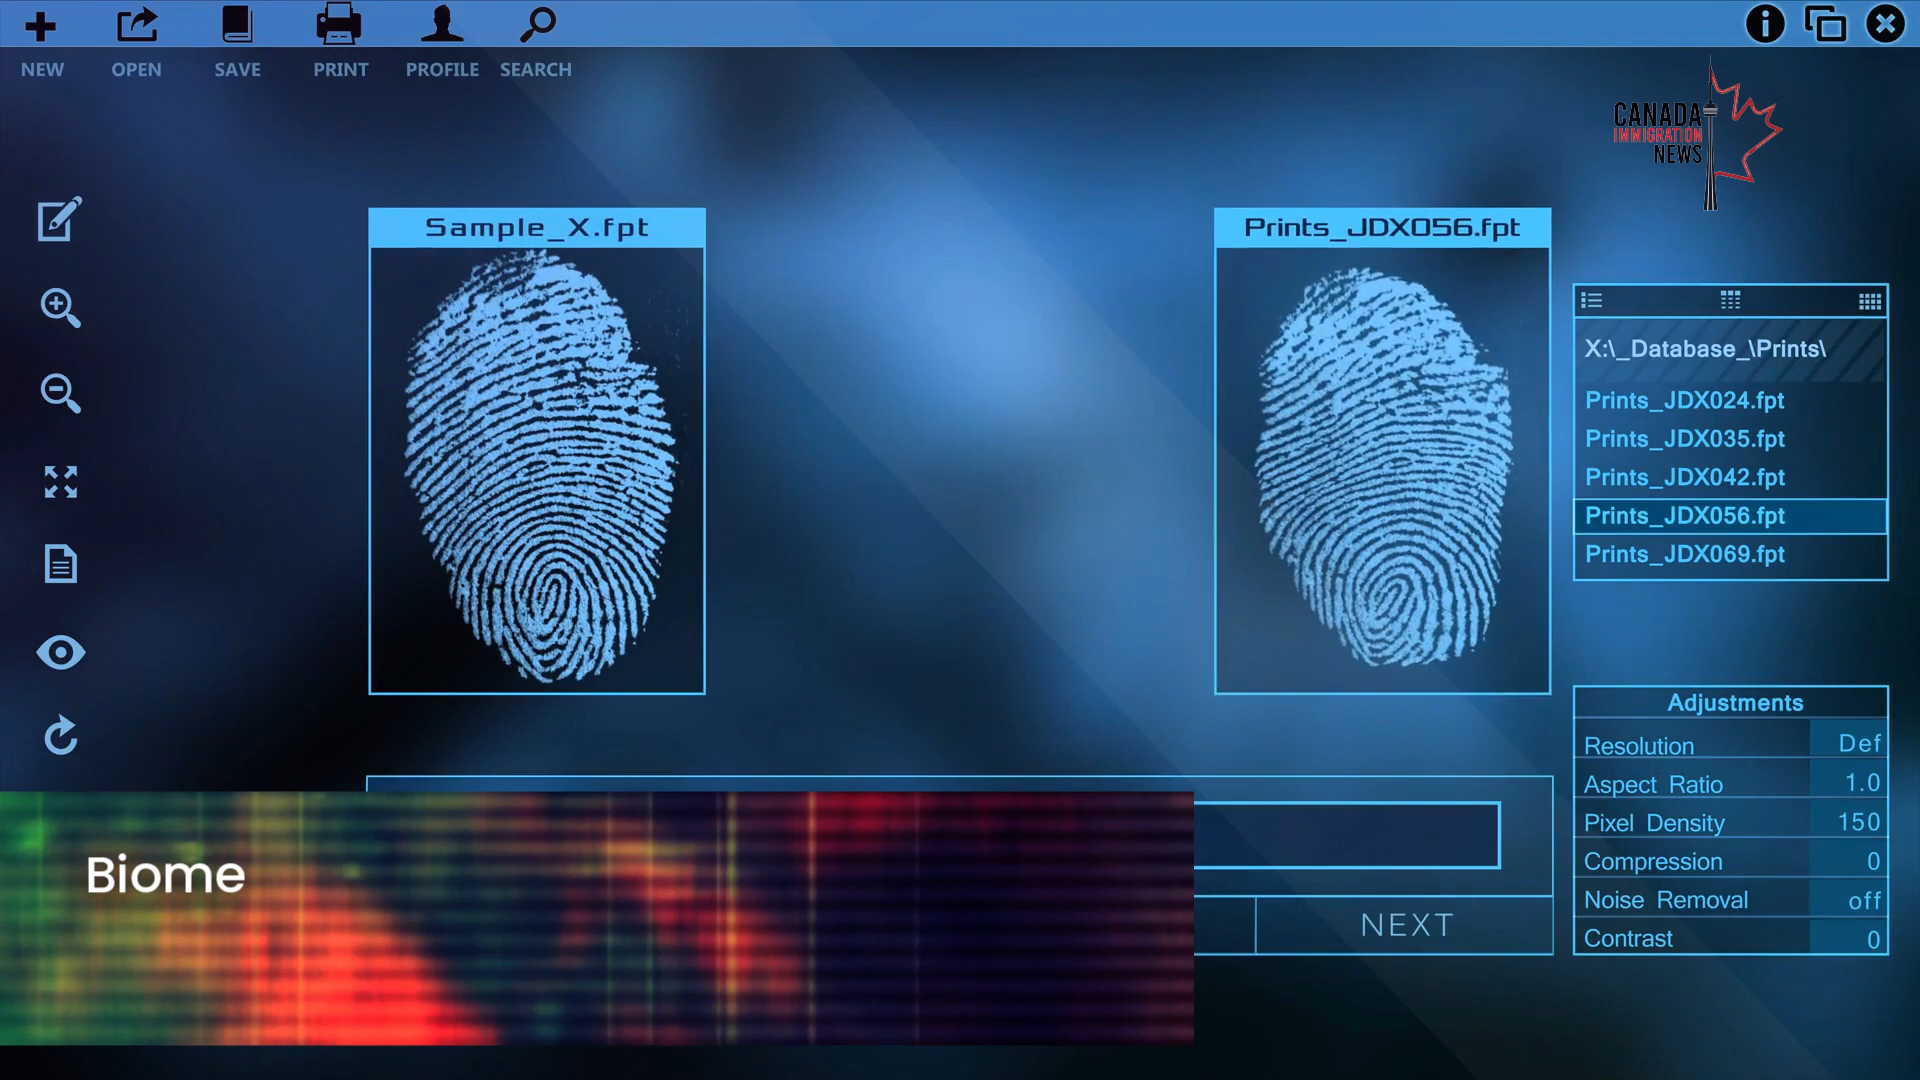 NEW OPEN SAVE PRINT PROFILE SEARCH
CANADA
IMMIGRATION
NEWS
Sample_X.fpt
Prints_JDX056.fpt
X:\_Database_\Prints\
Prints_JDX024.fpt
Prints_JDX035.fpt
Prints_JDX042.fpt
Prints_JDX056.fpt
Prints_JDX069.fpt
Adjustments
Resolution Def
Aspect Ratio 1.0
Pixel Density 150
Compression 0
Noise Removal off
Contrast 0
Biome
NEXT